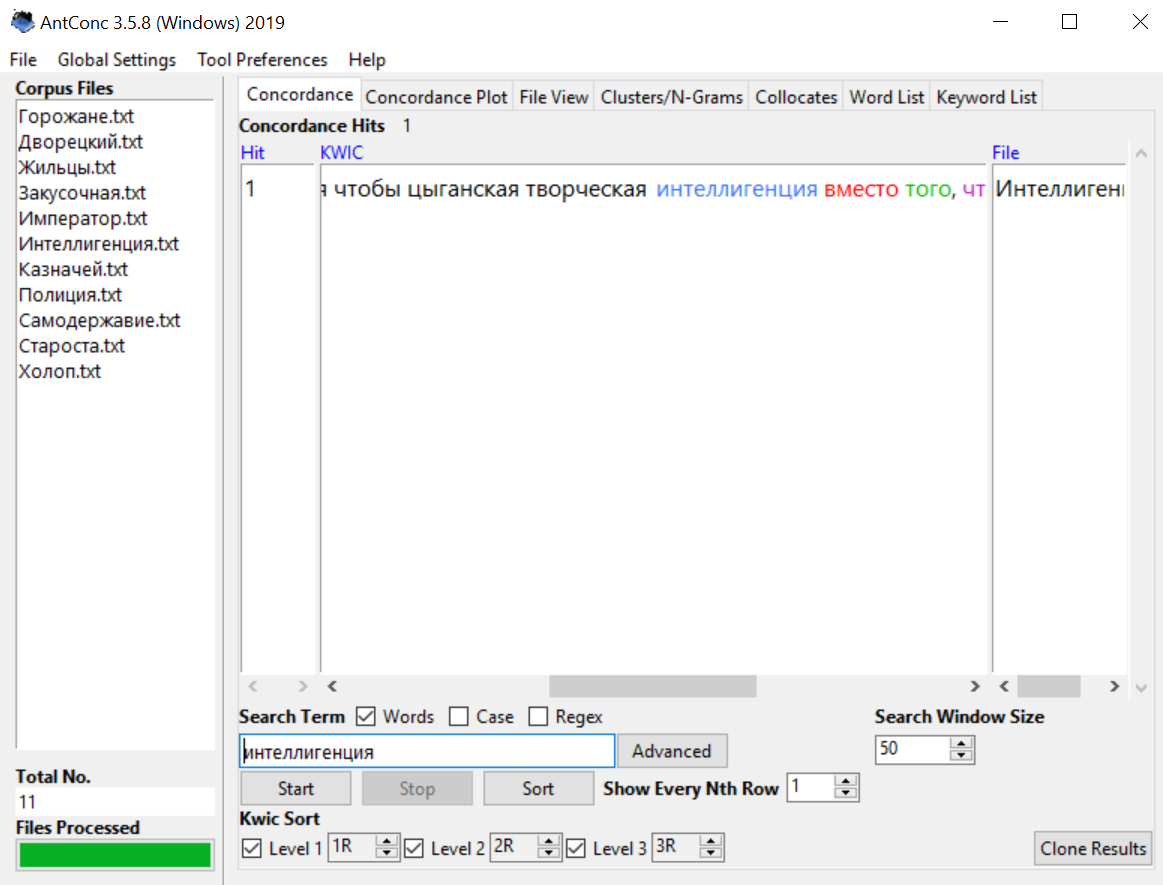 AntConc 3.5.8 (Windows) 2019
File Global Settings Tool Preferences Help
Corpus Files
Горожане.txt
Дворецкий.txt
Жильцы.txt
Закусочная.txt
Император.txt
Интеллигенция.txt
Казначей.txt
Полиция.txt
Самодержавие.txt
Староста.txt
Холоп.txt
Total No.
11
Files Processed
Concordance Concordance Plot File View Clusters/N-Grams Collocates Word List Keyword List
Concordance Hits 1
Hit KWIC File
1 я чтобы цыганская творческая интеллигенция вместо того, чт Интеллиген
Search Term Words Case Regex Search Window Size
интеллигенция Advanced 50
Start Stop Sort Show Every Nth Row 1
Kwic Sort
Level 1 1R Level 2 2R Level 3 3R Clone Results